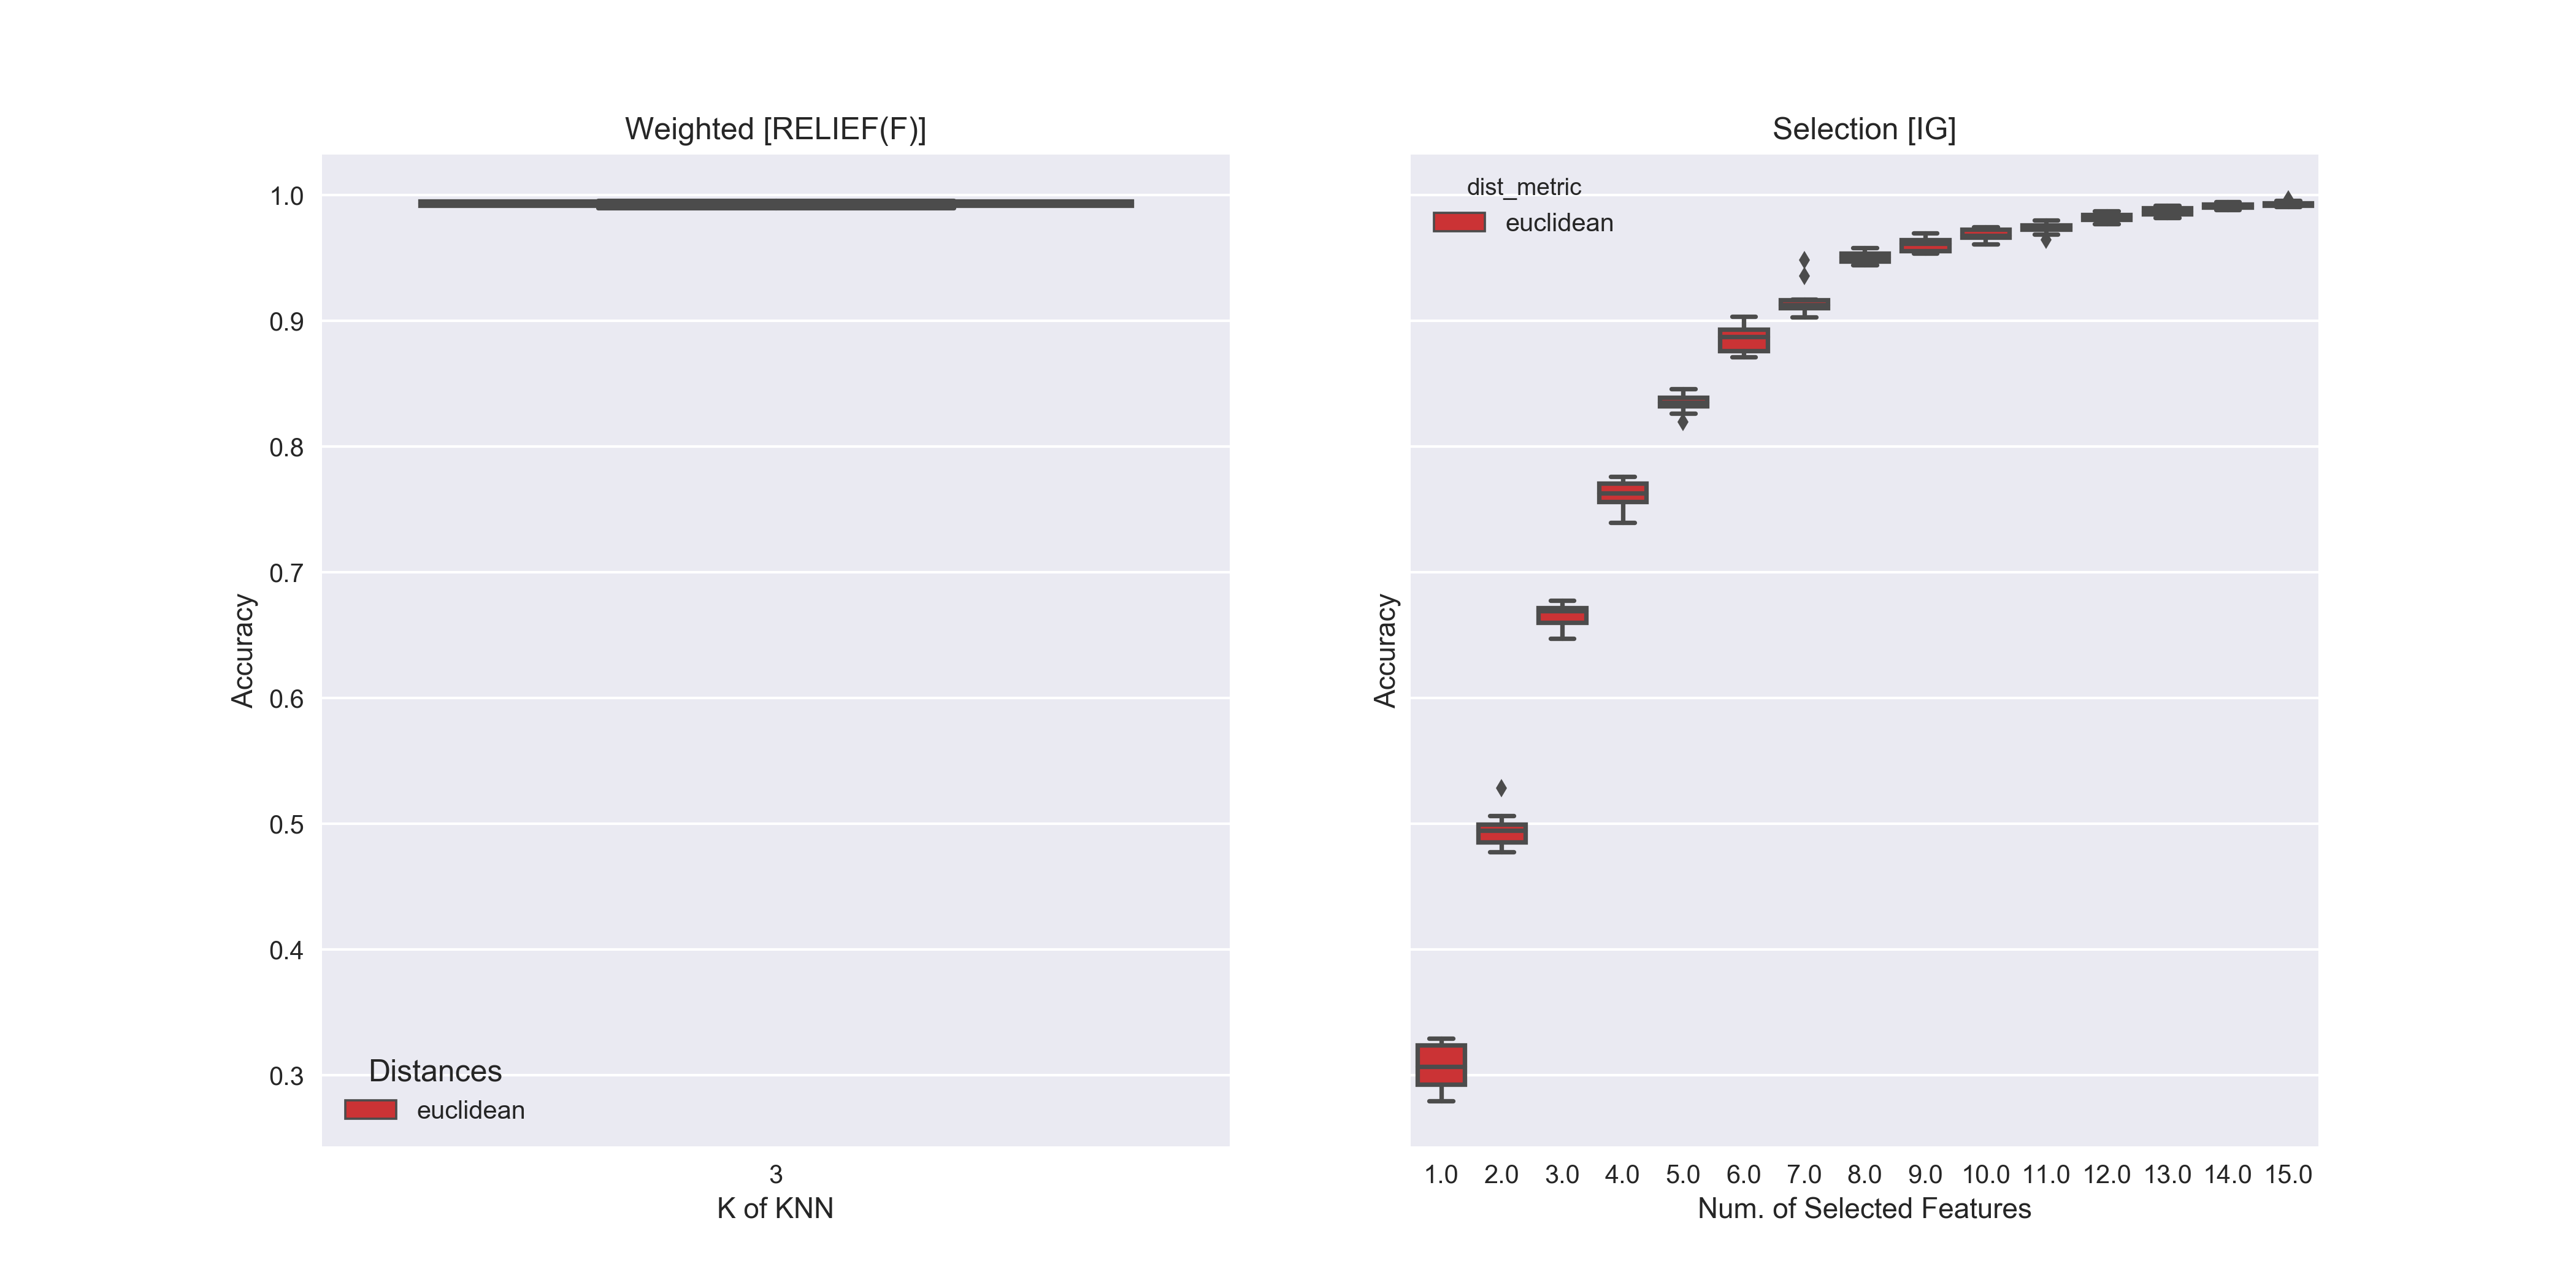 Weighted [RELIEF(F)]
1.0
0.9
0.8
0.7
0.6
0.5
0.4
0.3
Accuracy
Distances
euclidean
3
K of KNN
Selection [IG]
dist_metric
euclidean
Accuracy
1.0 2.0 3.0 4.0 5.0 6.0 7.0 8.0 9.0 10.0 11.0 12.0 13.0 14.0 15.0
Num. of Selected Features